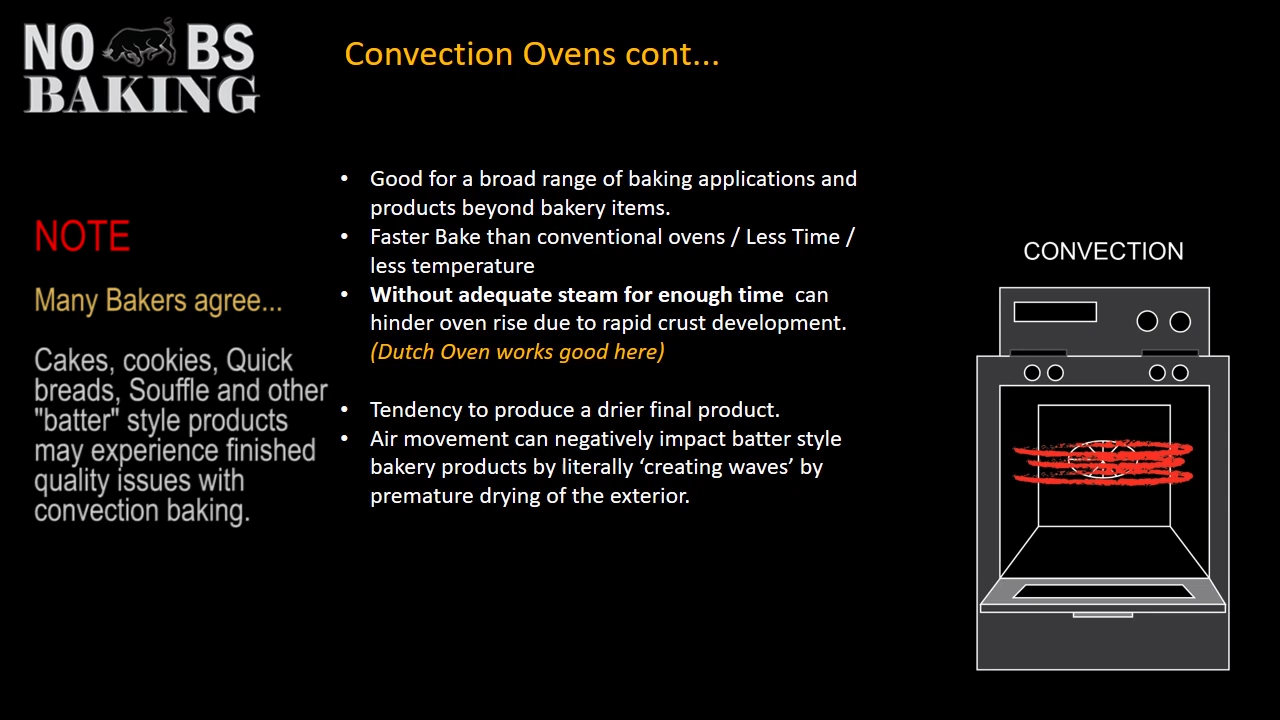 NO BS
BAKING
Convection Ovens cont...
NOTE
Many Bakers agree...
Cakes, cookies, Quick
breads, Souffle and other
"batter" style products
may experience finished
quality issues with
convection baking.
• Good for a broad range of baking applications and
products beyond bakery items.
• Faster Bake than conventional ovens / Less Time /
less temperature
• Without adequate steam for enough time  can
hinder oven rise due to rapid crust development.
(Dutch Oven works good here)
• Tendency to produce a drier final product.
• Air movement can negatively impact batter style
bakery products by literally ‘creating waves’ by
premature drying of the exterior.
CONVECTION